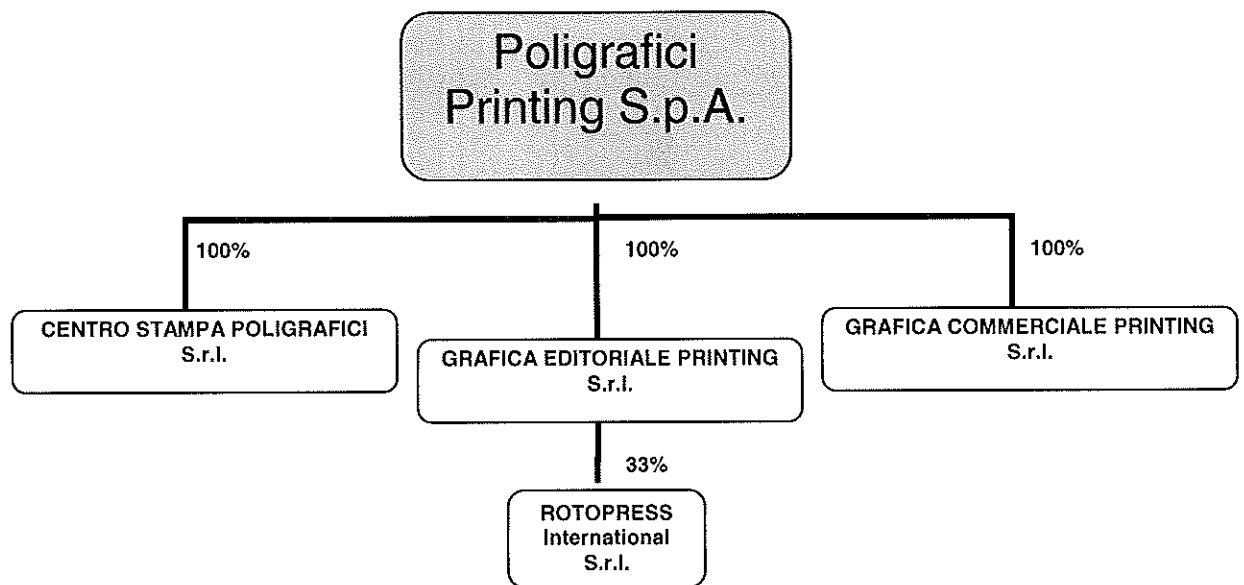 Poligrafici
Printing S.p.A.
100%
100%
100%
CENTRO STAMPA POLIGRAFICI
S.r.l.
GRAFICA EDITORIALE PRINTING
S.r.l.
GRAFICA COMMERCIALE PRINTING
S.r.l.
33%
ROTOPRESS
International
S.r.l.